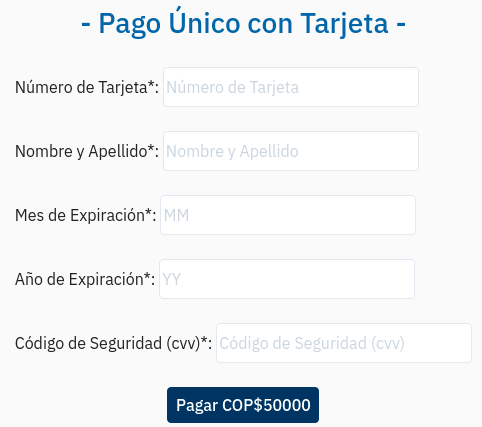 - Pago Único con Tarjeta -
Número de Tarjeta*: Número de Tarjeta
Nombre y Apellido*: Nombre y Apellido
Mes de Expiración*: MM
Año de Expiración*: YY
Código de Seguridad (cvv)*: Código de Seguridad (cvv)
Pagar COP$50000